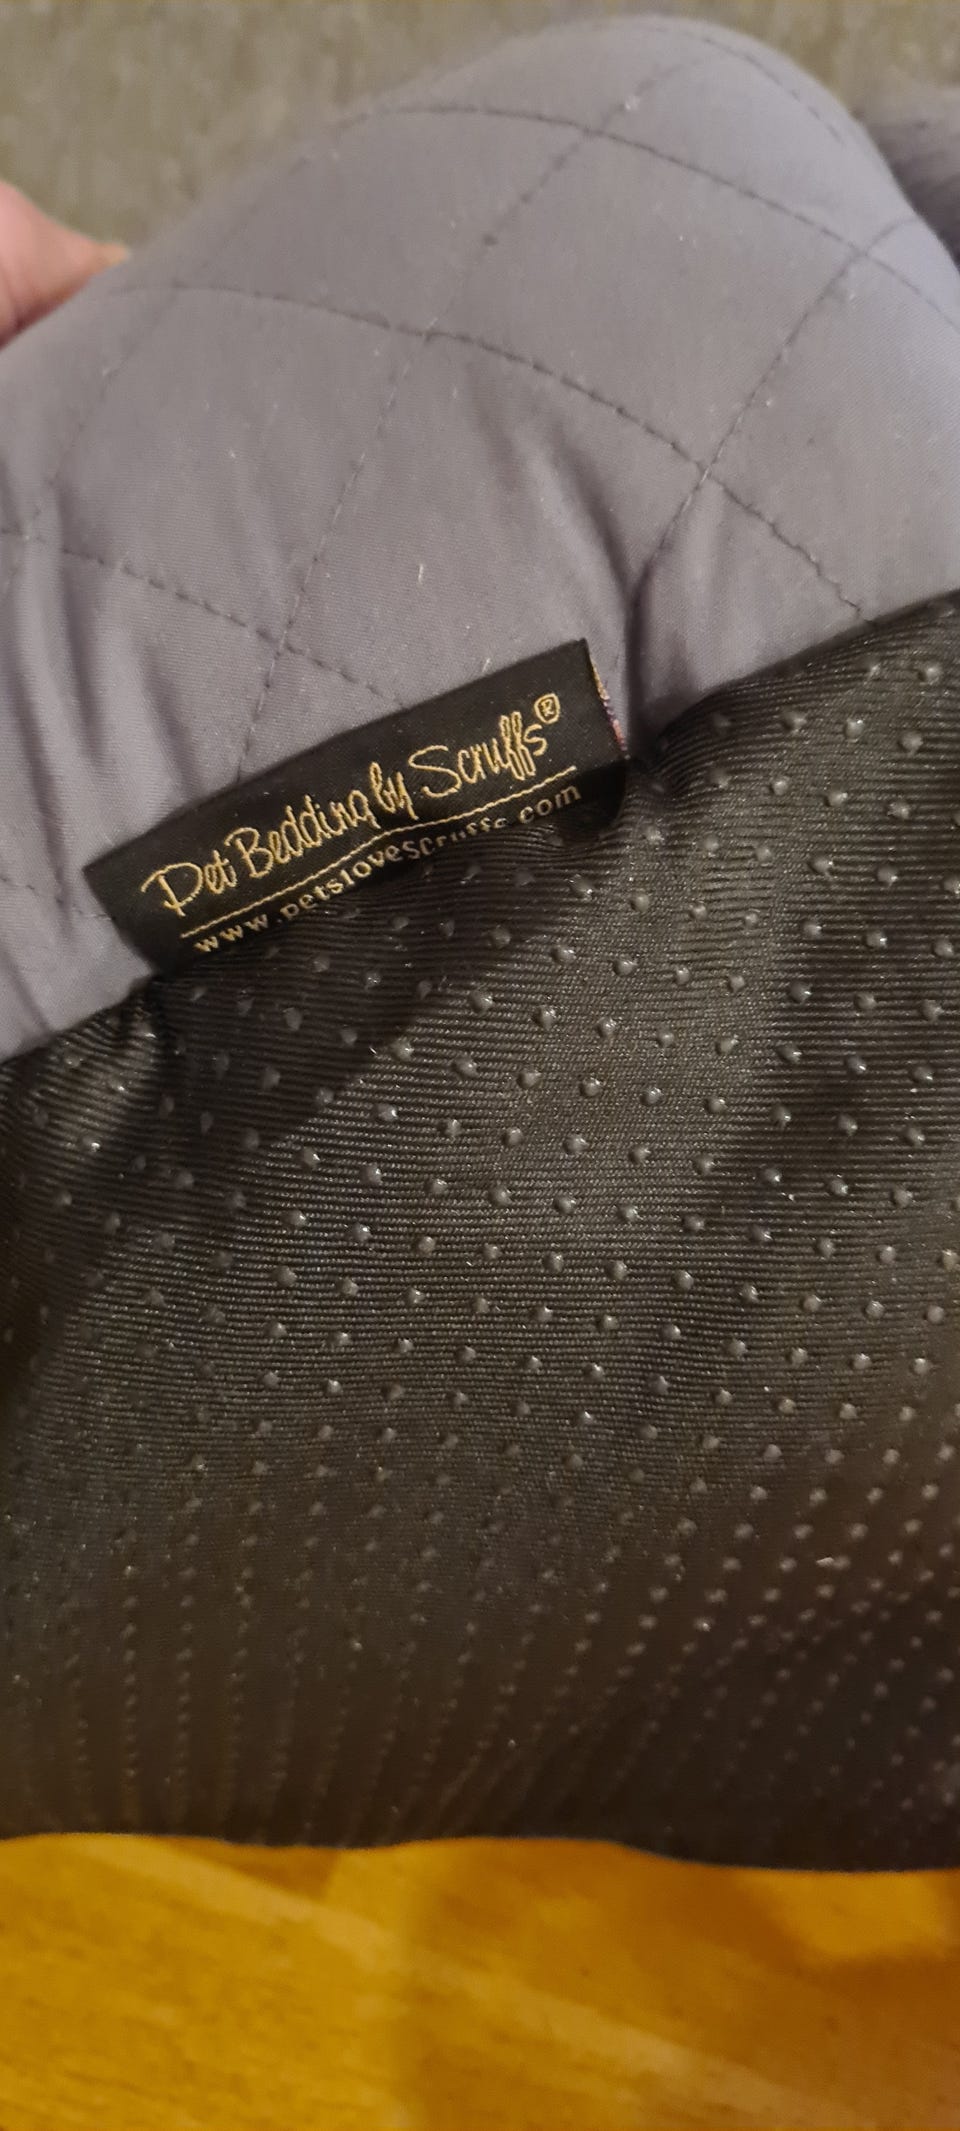 Pet Bedding by Scruffs®
www.petslovescruffs.com